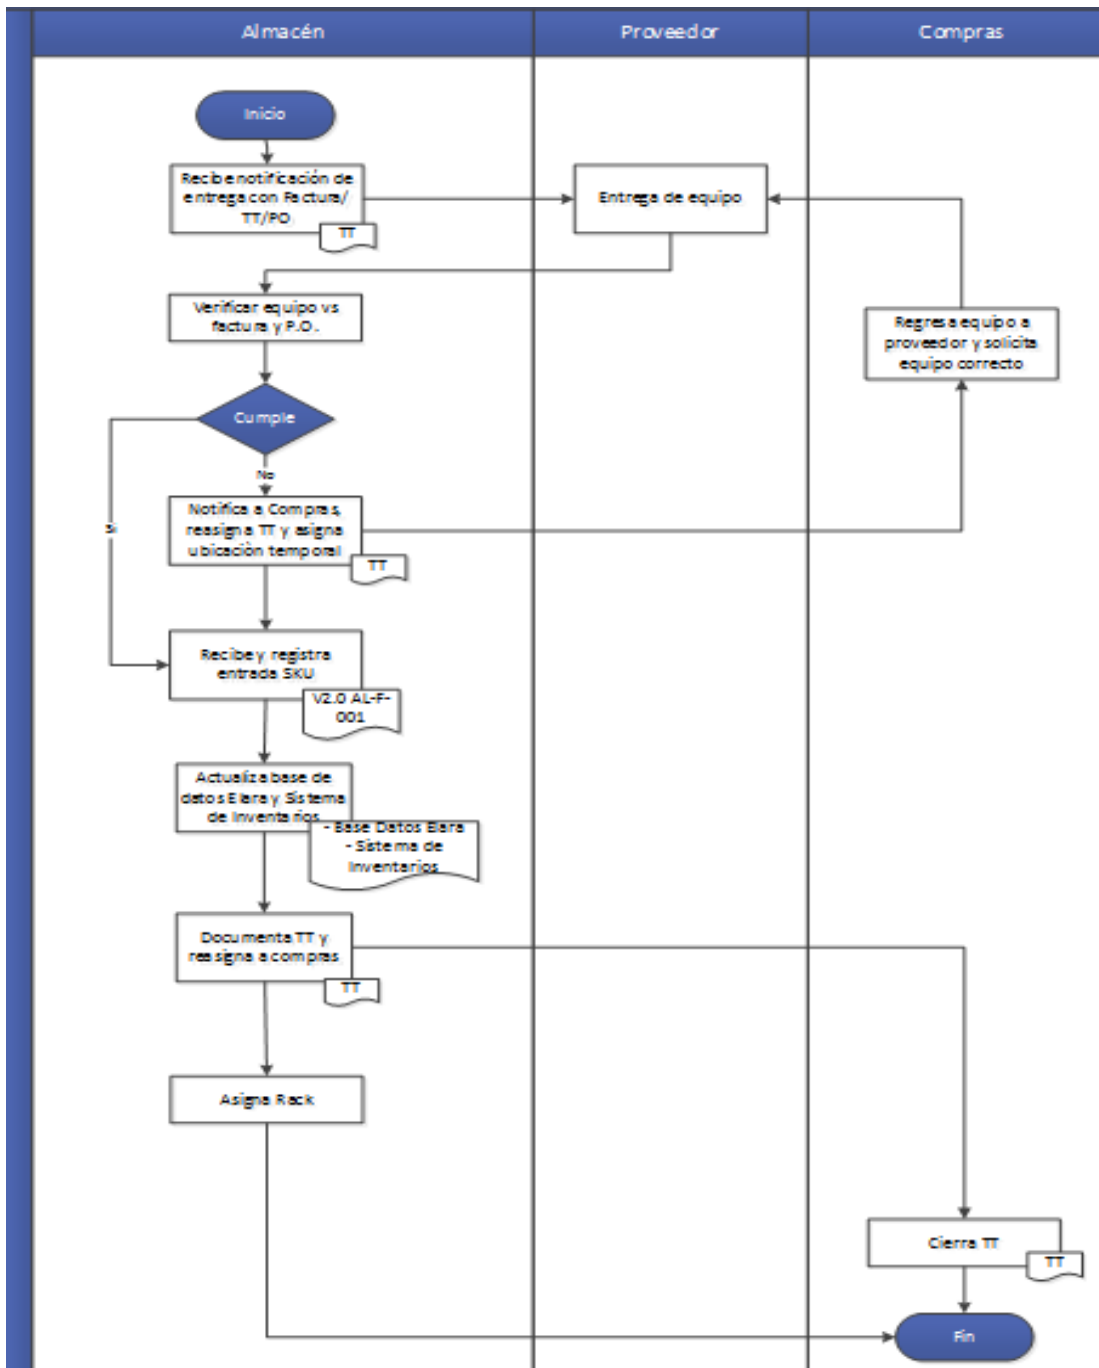 Almacén
Proveedor
Compras
Inicio
Recibe notificación de
entrega con Factura/
TT/PO
TT
Entrega de equipo
Verificar equipo vs
factura y P.O.
Regresa equipo a
proveedor y solicita
equipo correcto
Cumple
No
Si
Notifica a Compras,
reasigna TT y asigna
ubicaciòn temporal
TT
Recibe y registra
entrada SKU
V2.0 AL-F-
001
Actualiza base de
datos Elara y Sistema
de Inventarios
- Base Datos Elara
- Sistema de
Inventarios
Documenta TT y
reasigna a compras
TT
Asigna Rack
Cierra TT
TT
Fin